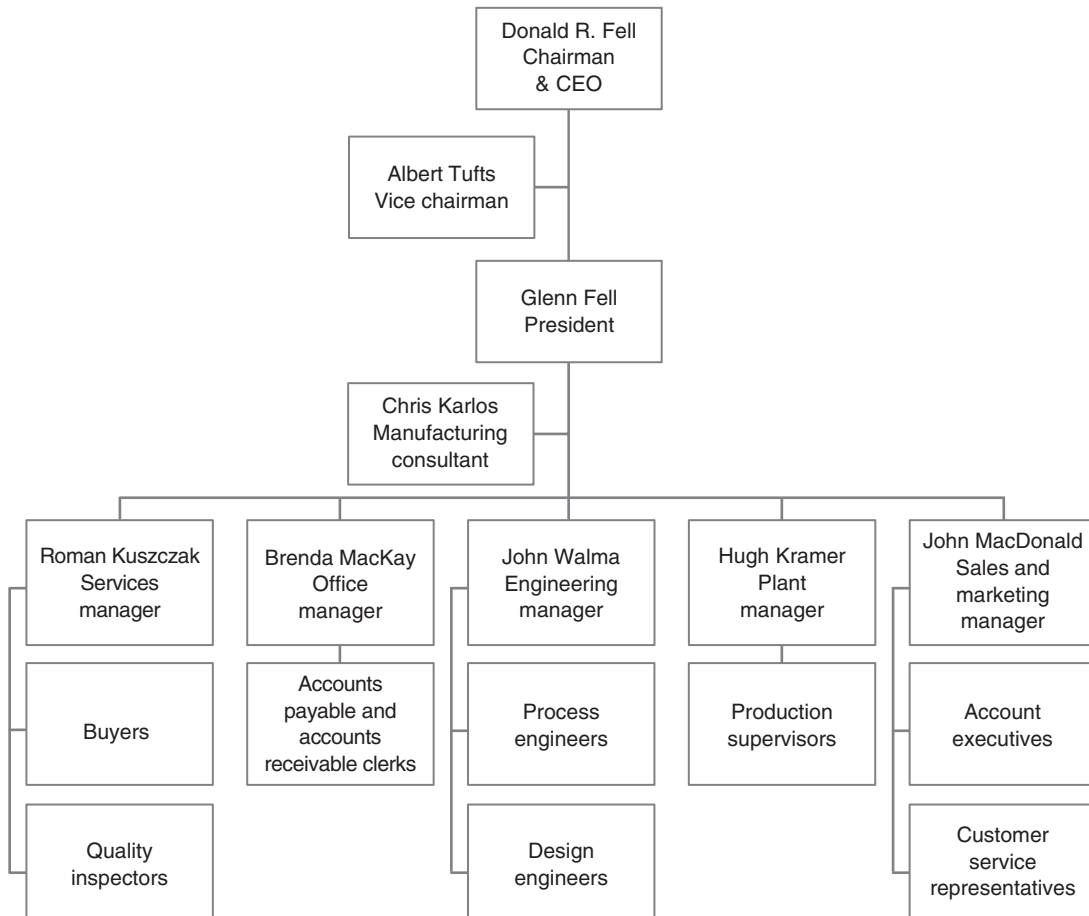 Donald R. Fell
Chairman
& CEO
Albert Tufts
Vice chairman
Glenn Fell
President
Chris Karlos
Manufacturing
consultant
Roman Kuszczak
Services
manager
Brenda MacKay
Office
manager
John Walma
Engineering
manager
Hugh Kramer
Plant
manager
John MacDonald
Sales and
marketing
manager
Buyers
Accounts
payable and
accounts
receivable clerks
Process
engineers
Production
supervisors
Account
executives
Quality
inspectors
Design
engineers
Customer
service
representatives